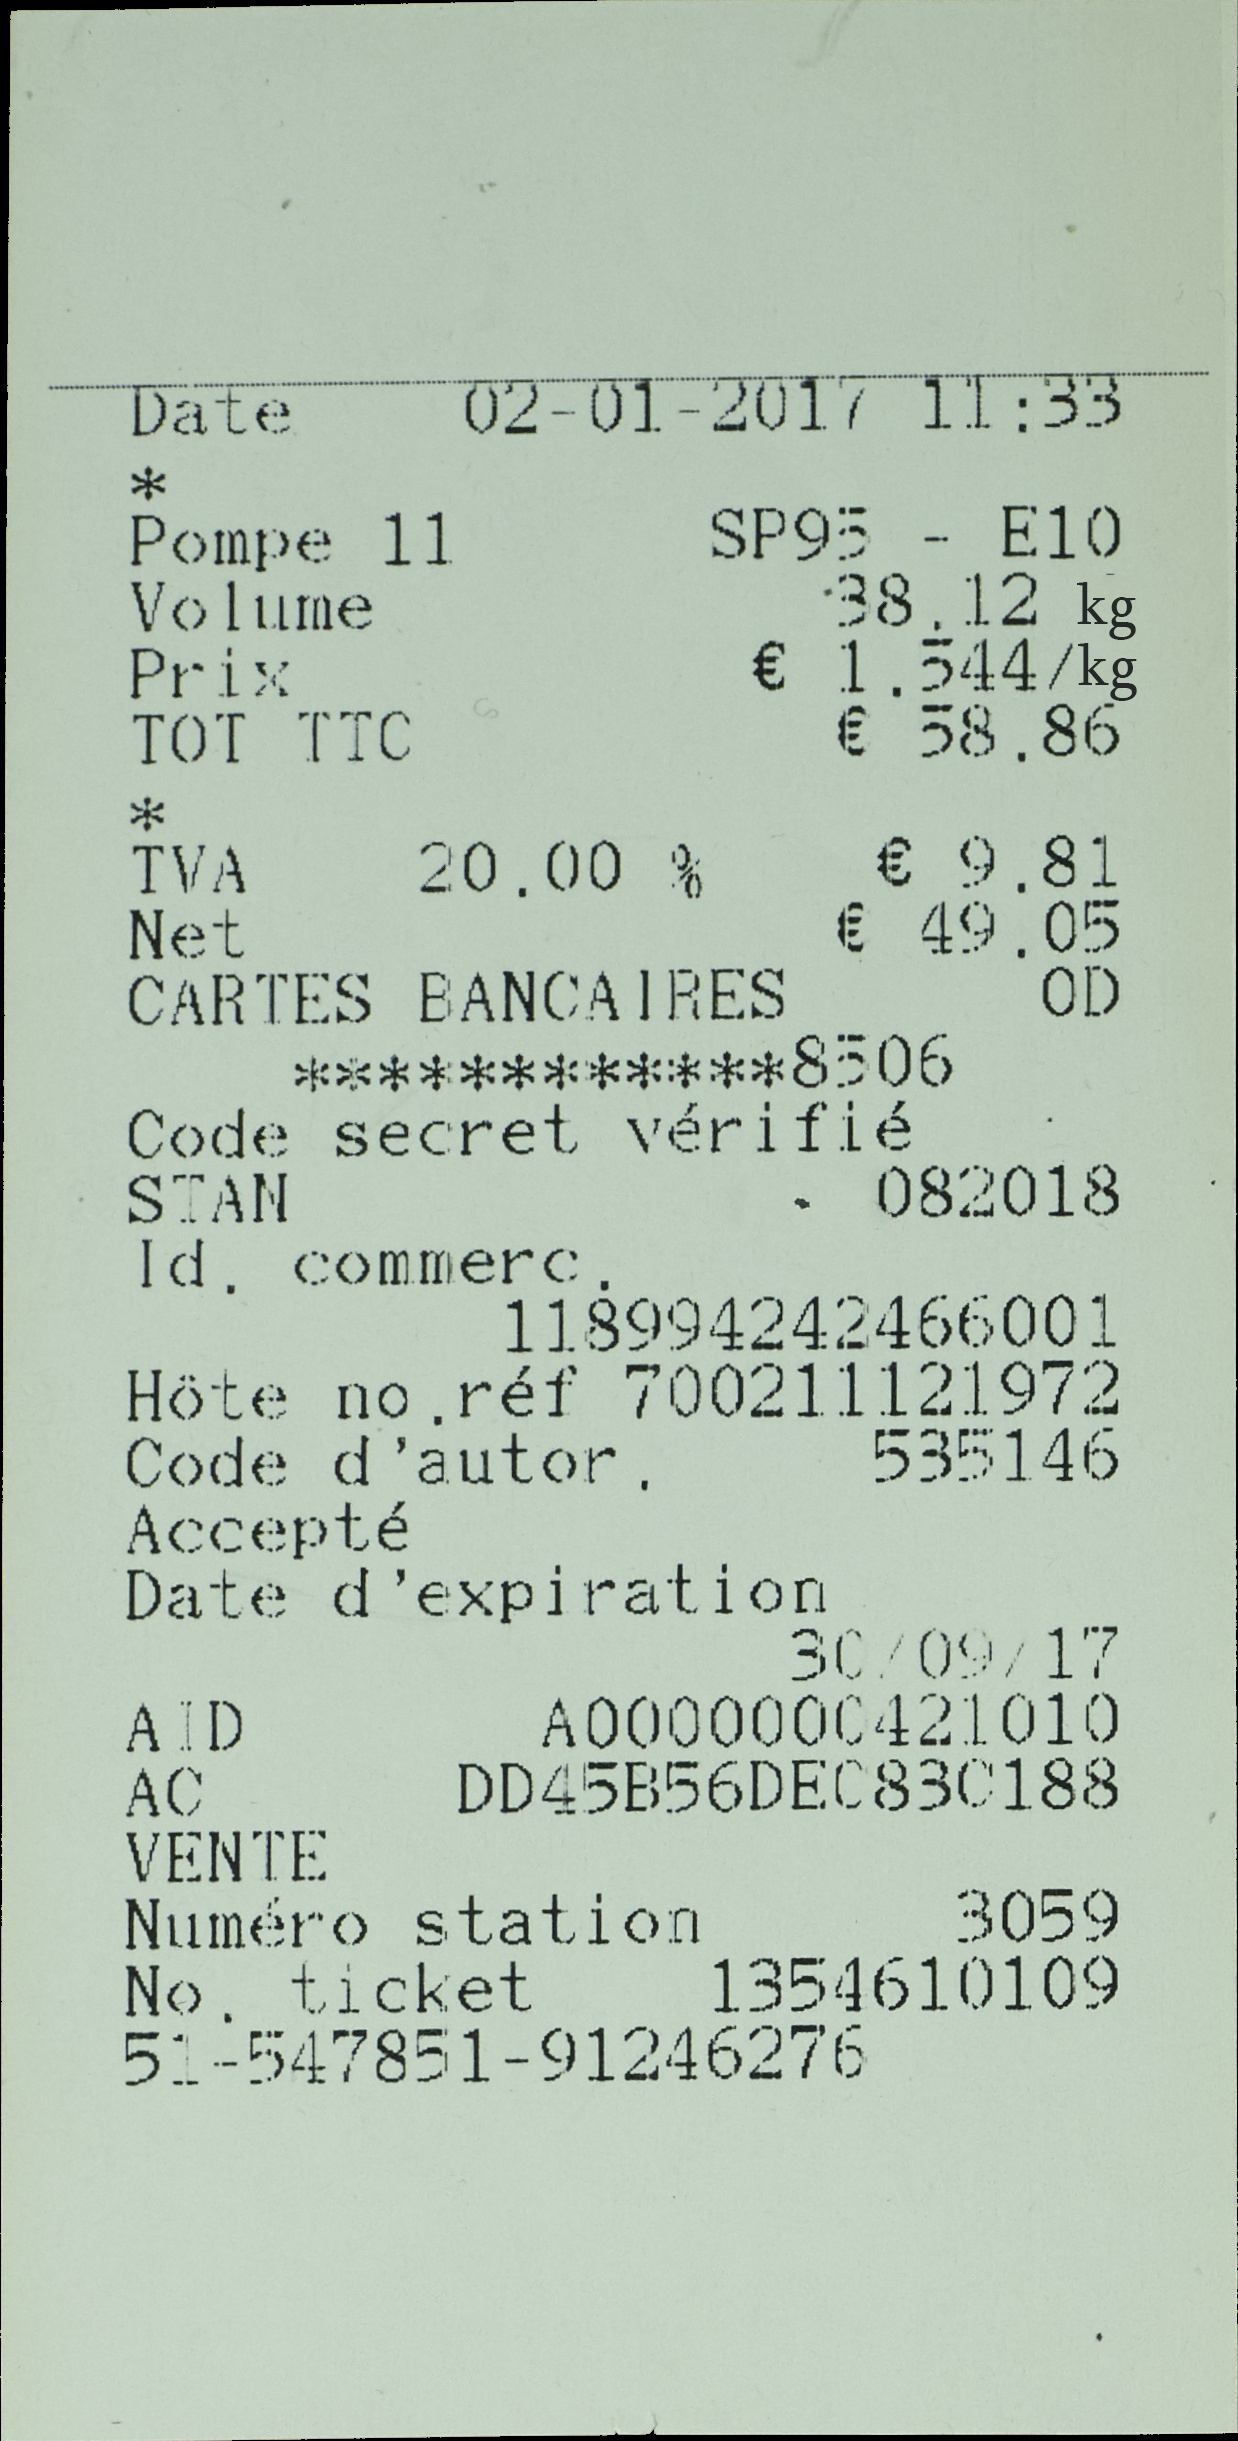 Date 02-01-2017 11:33
*
Pompe 11 SP95 - E10
Volume 38.12 kg
Prix € 1.544/kg
TOT TTC € 58.86
*
TVA 20.00 % € 9.81
Net € 49.05
CARTES BANCAIRES OD
************8506
Code secret vérifié
STAN 082018
Id. commerc.
118994242466001
Hôte no.réf 700211121972
Code d'autor. 535146
Accepté
Date d'expiration
30/09/17
AID A0000000421010
AC DD45B56DEC83C188
VENTE
Numéro station 3059
No. ticket 1354610109
51-547851-91246276